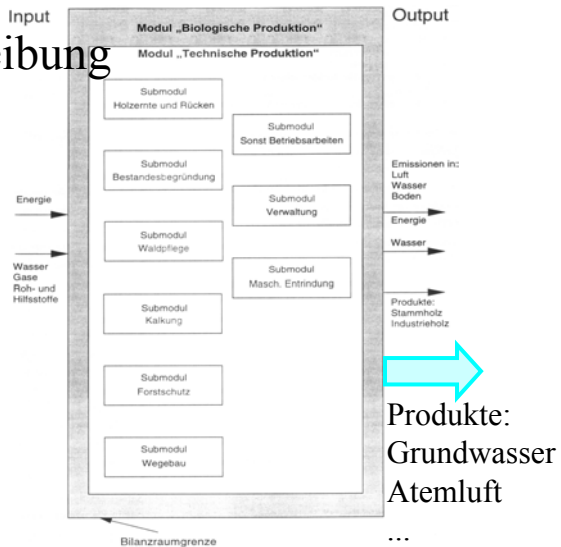 Input
Output
eibung
Modul „Biologische Produktion“
Modul „Technische Produktion“
Submodul
Holzernte und Rücken
Submodul
Bestandesbegründung
Submodul
Waldpflege
Submodul
Kalkung
Submodul
Forstschutz
Submodul
Wegebau
Submodul
Sonst Betriebsarbeiten
Submodul
Verwaltung
Submodul
Masch. Entrindung
Energie
Wasser
Gase
Roh- und
Hilfsstoffe
Emissionen in:
Luft
Wasser
Boden
Energie
Wasser
Produkte:
Stammholz
Industrieholz
Produkte:
Grundwasser
Atemluft
...
Bilanzraumgrenze